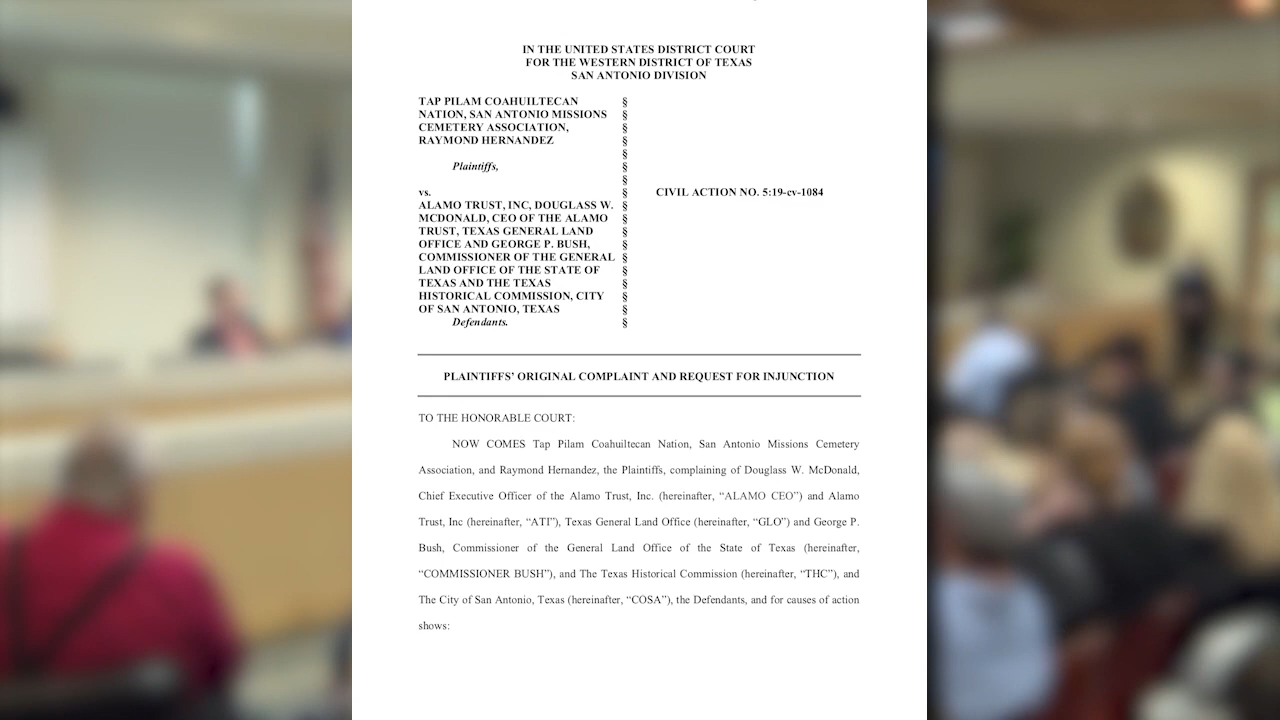 IN THE UNITED STATES DISTRICT COURT
FOR THE WESTERN DISTRICT OF TEXAS
SAN ANTONIO DIVISION
TAP PILAM COAHUILTECAN §
NATION, SAN ANTONIO MISSIONS §
CEMETERY ASSOCIATION, §
RAYMOND HERNANDEZ §
§
Plaintiffs, §
§
vs. § CIVIL ACTION NO. 5:19-cv-1084
ALAMO TRUST, INC, DOUGLASS W. §
MCDONALD, CEO OF THE ALAMO §
TRUST, TEXAS GENERAL LAND §
OFFICE AND GEORGE P. BUSH, §
COMMISSIONER OF THE GENERAL §
LAND OFFICE OF THE STATE OF §
TEXAS AND THE TEXAS §
HISTORICAL COMMISSION, CITY §
OF SAN ANTONIO, TEXAS §
Defendants. §
PLAINTIFFS’ ORIGINAL COMPLAINT AND REQUEST FOR INJUNCTION
TO THE HONORABLE COURT:
NOW COMES Tap Pilam Coahuiltecan Nation, San Antonio Missions Cemetery
Association, and Raymond Hernandez, the Plaintiffs, complaining of Douglass W. McDonald,
Chief Executive Officer of the Alamo Trust, Inc. (hereinafter, “ALAMO CEO”) and Alamo
Trust, Inc (hereinafter, “ATI”), Texas General Land Office (hereinafter, “GLO”) and George P.
Bush, Commissioner of the General Land Office of the State of Texas (hereinafter,
“COMMISSIONER BUSH”), and The Texas Historical Commission (hereinafter, “THC”), and
The City of San Antonio, Texas (hereinafter, “COSA”), the Defendants, and for causes of action
shows: